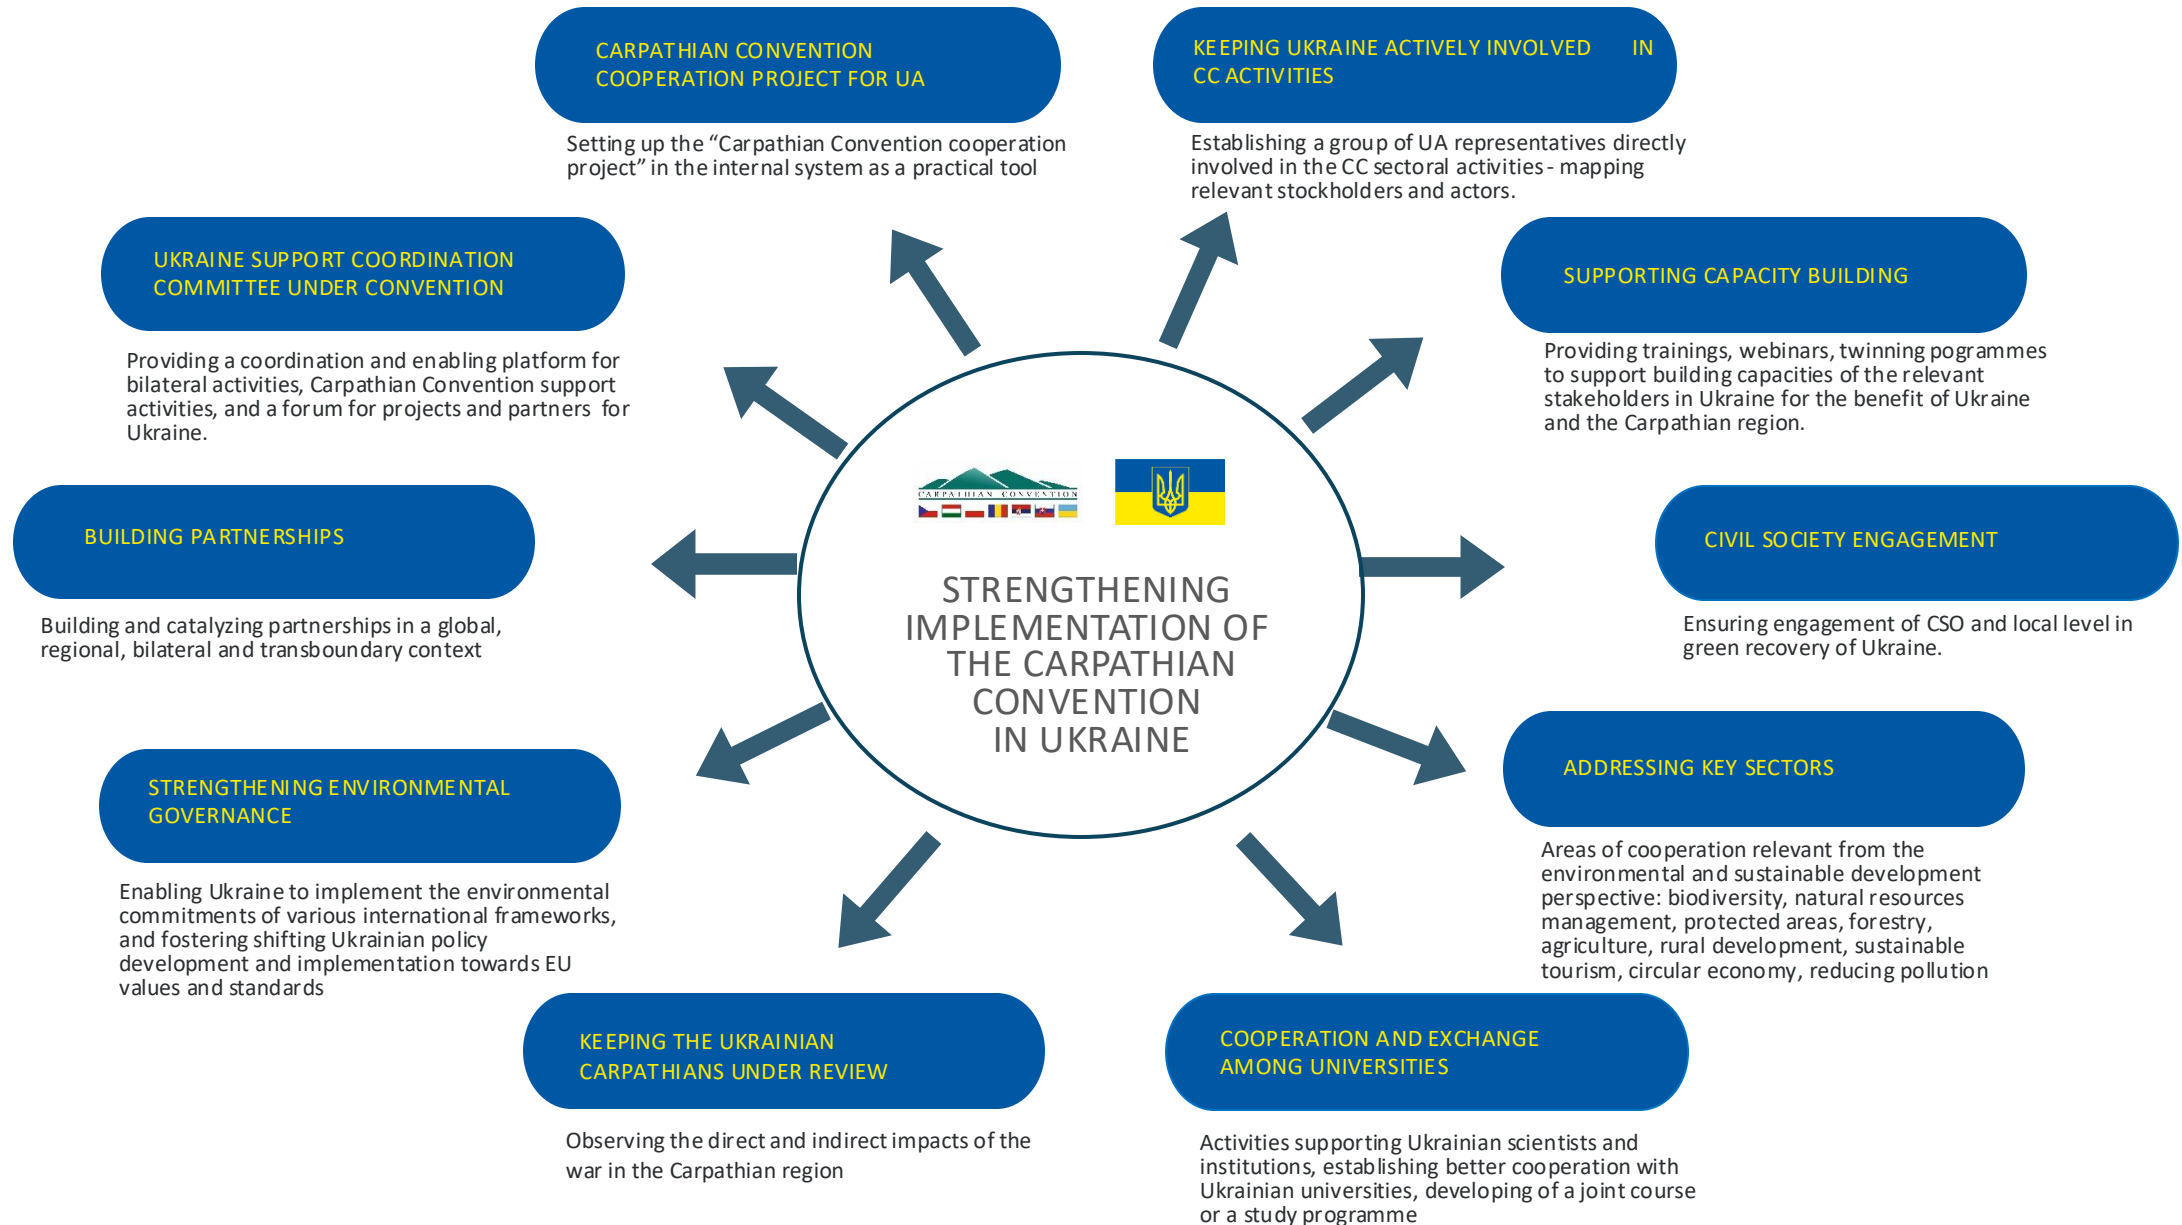 CARPATHIAN CONVENTION
COOPERATION PROJECT FOR UA
Setting up the “Carpathian Convention cooperation
project” in the internal system as a practical tool
KEEPING UKRAINE ACTIVELY INVOLVED IN
CC ACTIVITIES
Establishing a group of UA representatives directly
involved in the CC sectoral activities - mapping
relevant stockholders and actors.
UKRAINE SUPPORT COORDINATION
COMMITTEE UNDER CONVENTION
Providing a coordination and enabling platform for
bilateral activities, Carpathian Convention support
activities, and a forum for projects and partners for
Ukraine.
SUPPORTING CAPACITY BUILDING
Providing trainings, webinars, twinning pogrammes
to support building capacities of the relevant
stakeholders in Ukraine for the benefit of Ukraine
and the Carpathian region.
BUILDING PARTNERSHIPS
Building and catalyzing partnerships in a global,
regional, bilateral and transboundary context
CARPATHIAN CONVENTION
STRENGTHENING
IMPLEMENTATION OF
THE CARPATHIAN
CONVENTION
IN UKRAINE
CIVIL SOCIETY ENGAGEMENT
Ensuring engagement of CSO and local level in
green recovery of Ukraine.
STRENGTHENING ENVIRONMENTAL
GOVERNANCE
Enabling Ukraine to implement the environmental
commitments of various international frameworks,
and fostering shifting Ukrainian policy
development and implementation towards EU
values and standards
ADDRESSING KEY SECTORS
Areas of cooperation relevant from the
environmental and sustainable development
perspective: biodiversity, natural resources
management, protected areas, forestry,
agriculture, rural development, sustainable
tourism, circular economy, reducing pollution
KEEPING THE UKRAINIAN
CARPATHIANS UNDER REVIEW
Observing the direct and indirect impacts of the
war in the Carpathian region
COOPERATION AND EXCHANGE
AMONG UNIVERSITIES
Activities supporting Ukrainian scientists and
institutions, establishing better cooperation with
Ukrainian universities, developing of a joint course
or a study programme